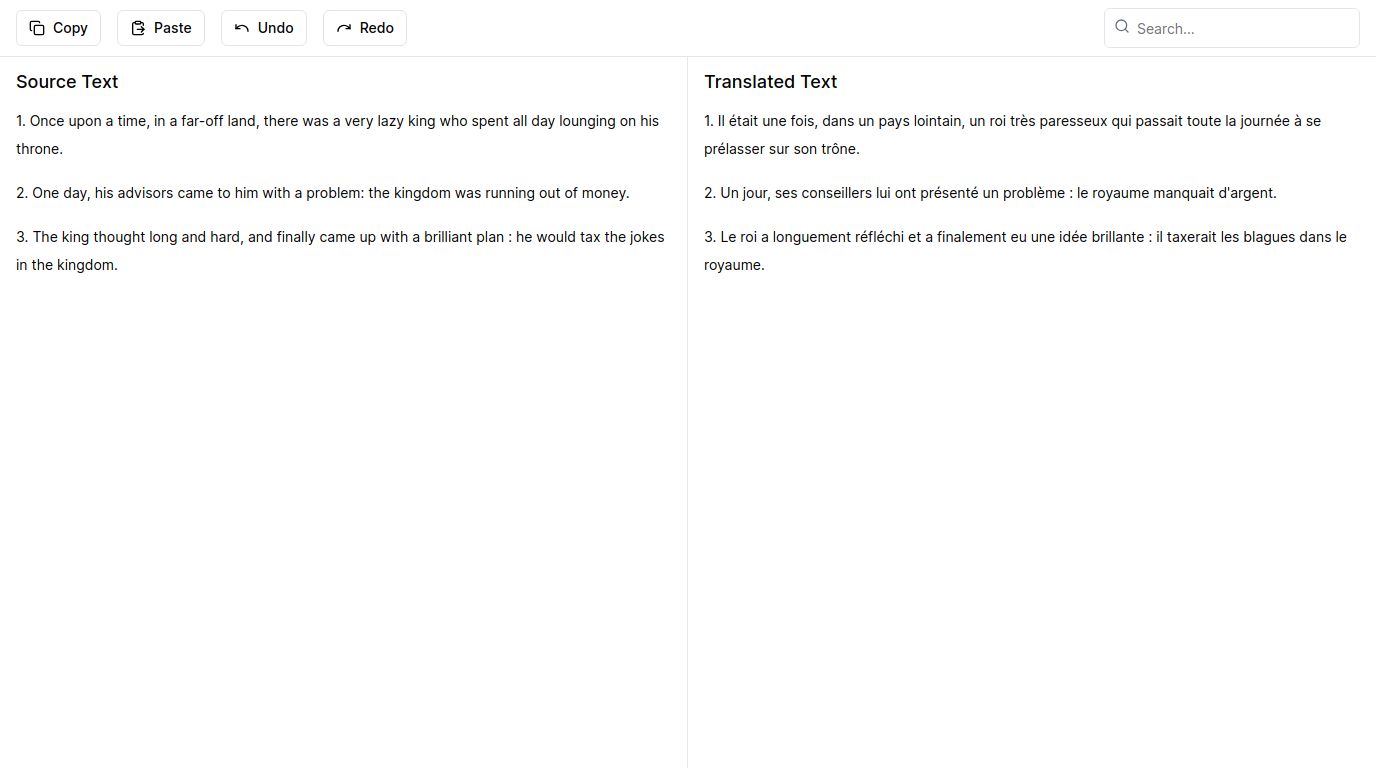 Copy
Paste
Undo
Redo
Search...
Source Text
1. Once upon a time, in a far-off land, there was a very lazy king who spent all day lounging on his
throne.
2. One day, his advisors came to him with a problem: the kingdom was running out of money.
3. The king thought long and hard, and finally came up with a brilliant plan : he would tax the jokes
in the kingdom.
Translated Text
1. Il était une fois, dans un pays lointain, un roi très paresseux qui passait toute la journée à se
prélasser sur son trône.
2. Un jour, ses conseillers lui ont présenté un problème : le royaume manquait d'argent.
3. Le roi a longuement réfléchi et a finalement eu une idée brillante : il taxerait les blagues dans le
royaume.